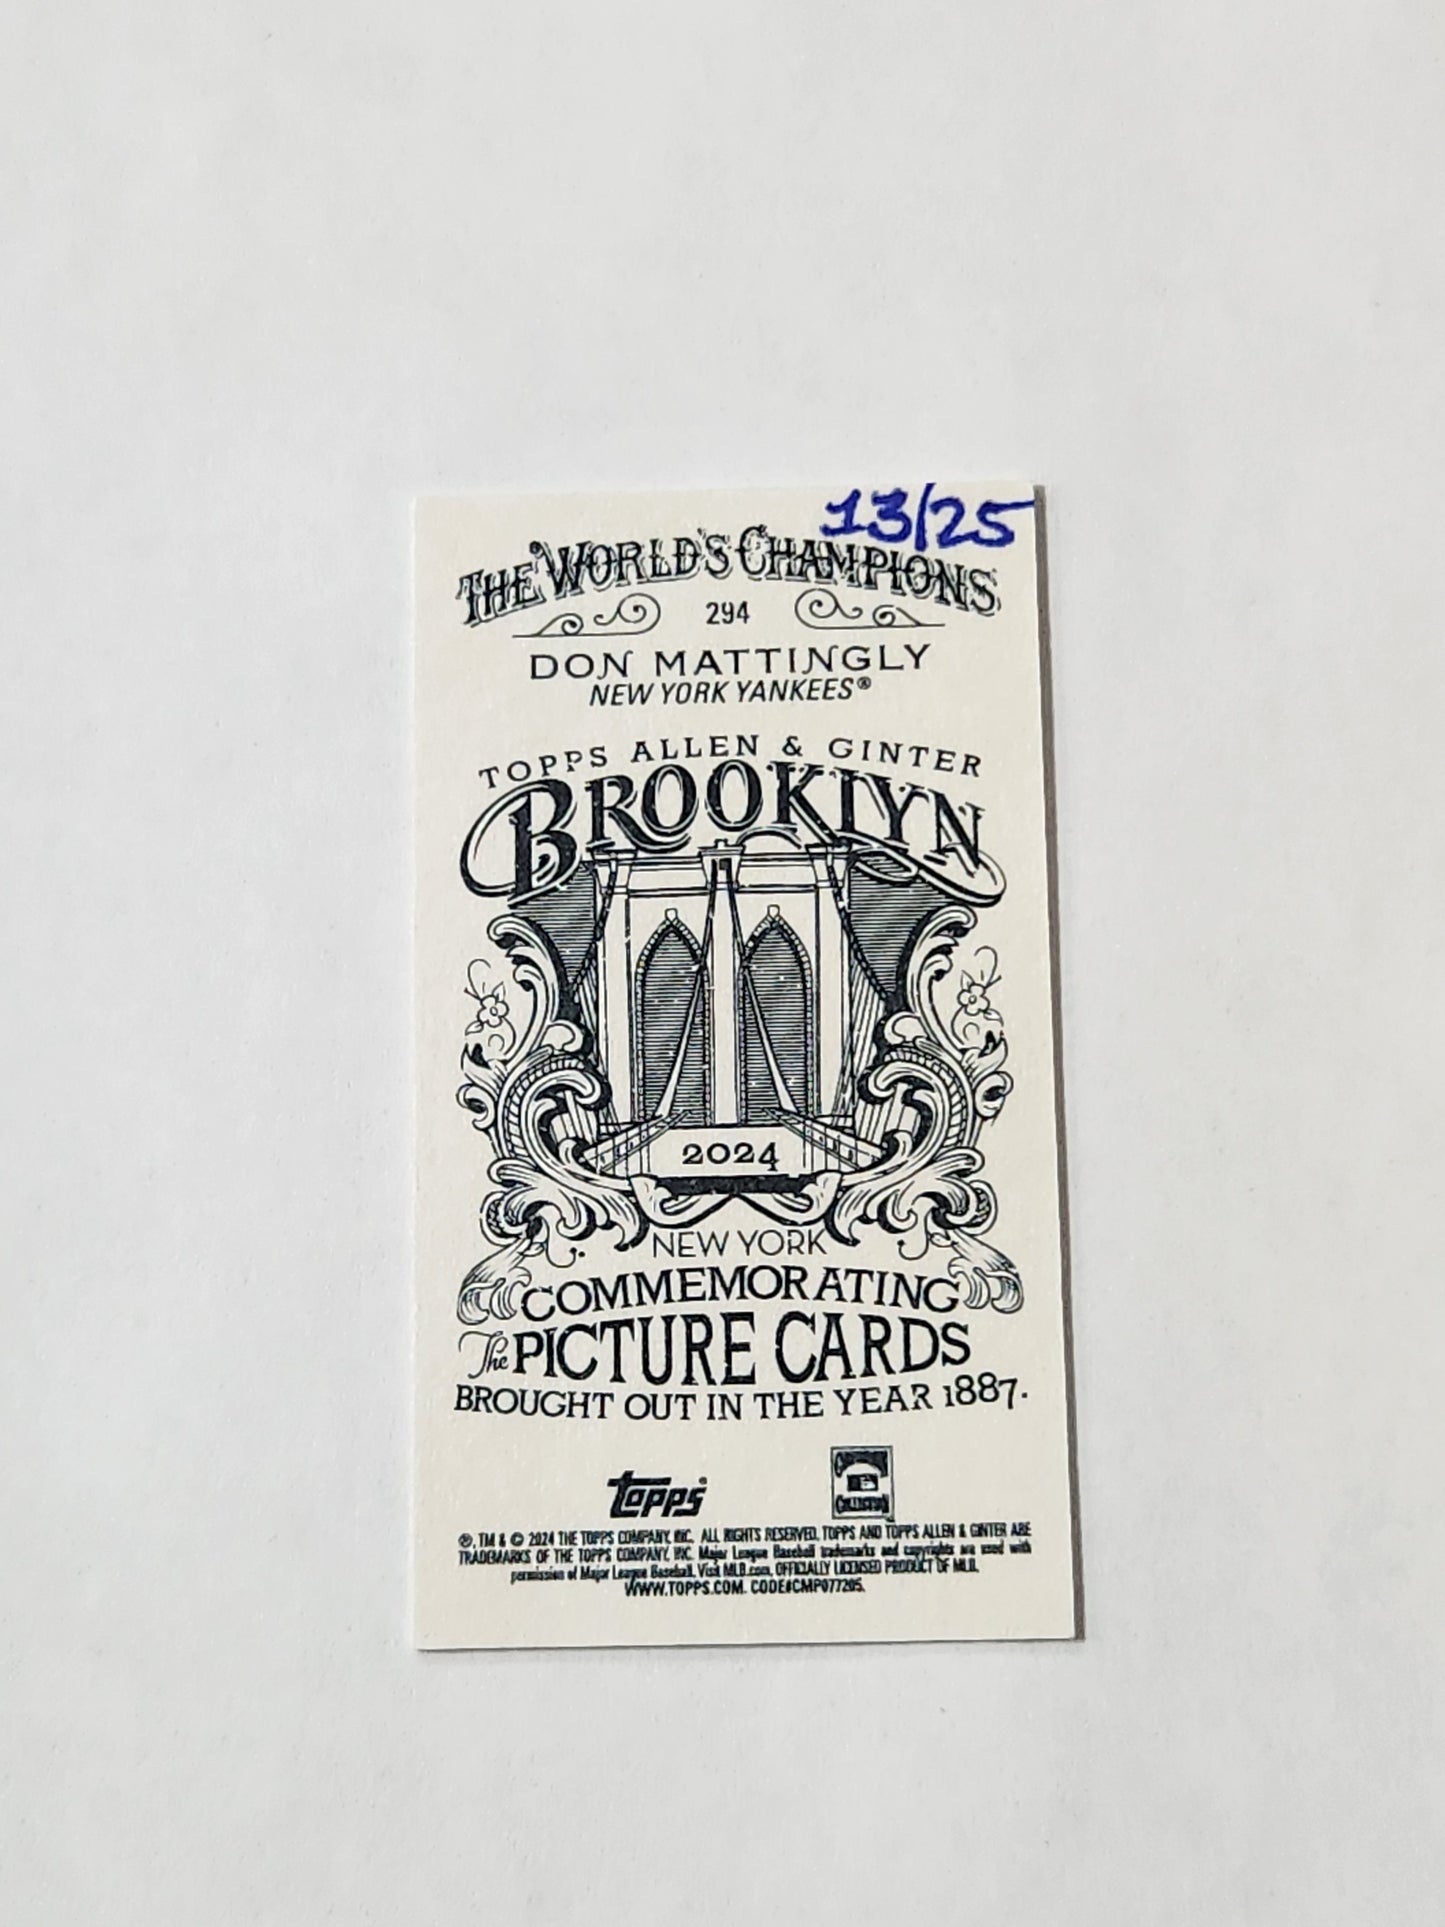 13/25
THE WORLD'S CHAMPIONS
294
DON MATTINGLY
NEW YORK YANKEES®
TOPPS ALLEN & GINTER
BROOKLYN
2024
NEW YORK
COMMEMORATING
The PICTURE CARDS
BROUGHT OUT IN THE YEAR 1887.
topps®
COLLECTION
®, TM & © 2024 THE TOPPS COMPANY, INC. ALL RIGHTS RESERVED. TOPPS AND TOPPS ALLEN & GINTER ARE
TRADEMARKS OF THE TOPPS COMPANY, INC. Major League Baseball trademarks and copyrights are used with
permission of Major League Baseball. Visit MLB.com. OFFICIALLY LICENSED PRODUCT OF MLB.
WWW.TOPPS.COM. CODE#CMP077205.